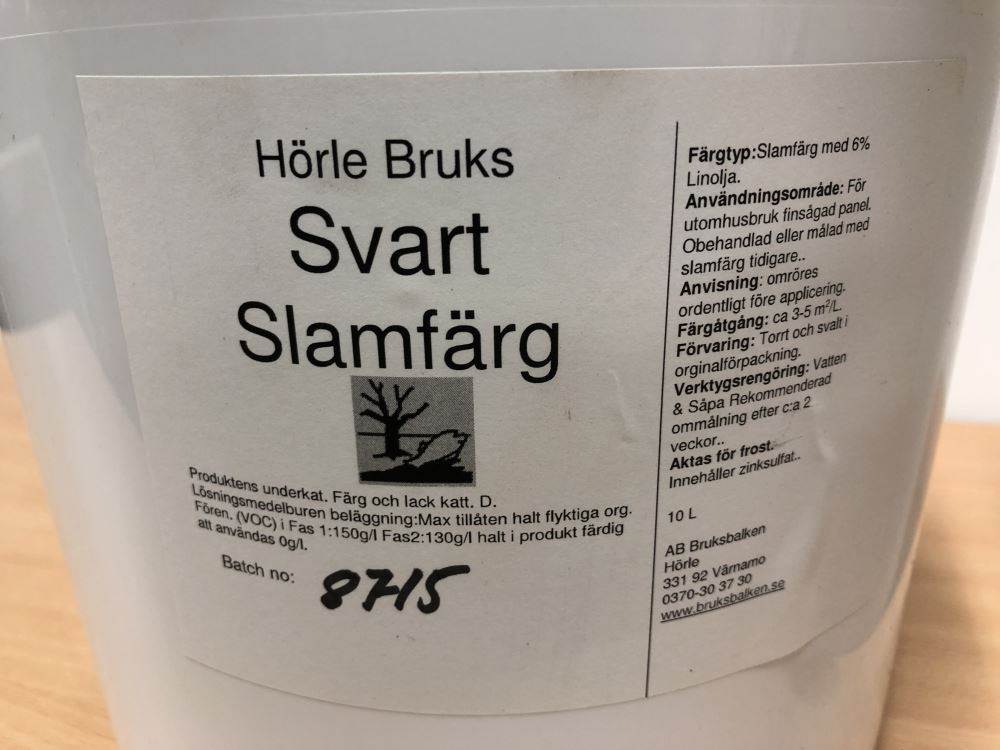 Hörle Bruks
Svart
Slamfärg
Produktens underkat. Färg och lack katt. D.
Lösningsmedelburen beläggning:Max tillåten halt flyktiga org.
Fören. (VOC) i Fas 1:150g/l Fas2:130g/l halt i produkt färdig
att användas 0g/l.
Batch no: 8715
Färgtyp:Slamfärg med 6%
Linolja.
Användningsområde: För
utomhusbruk finsågad panel.
Obehandlad eller målad med
slamfärg tidigare..
Anvisning: omröres
ordentligt före applicering.
Färgåtgång: ca 3-5 m²/L.
Förvaring: Torrt och svalt i
orginalförpackning.
Verktygsrengöring: Vatten
& Såpa Rekommenderad
ommålning efter c:a 2
veckor..
Aktas för frost.
Innehåller zinksulfat..
10 L
AB Bruksbalken
Hörle
331 92 Värnamo
0370-30 37 30
www.bruksbalken.se